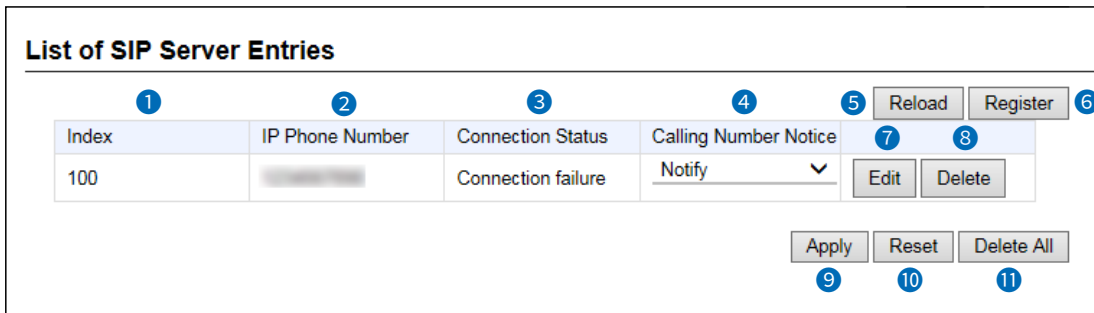 List of SIP Server Entries
1 2 3 4 5 Reload Register 6
Index IP Phone Number Connection Status Calling Number Notice 7 8
100 Connection failure Notify Edit Delete
Apply Reset Delete All
9 10 11